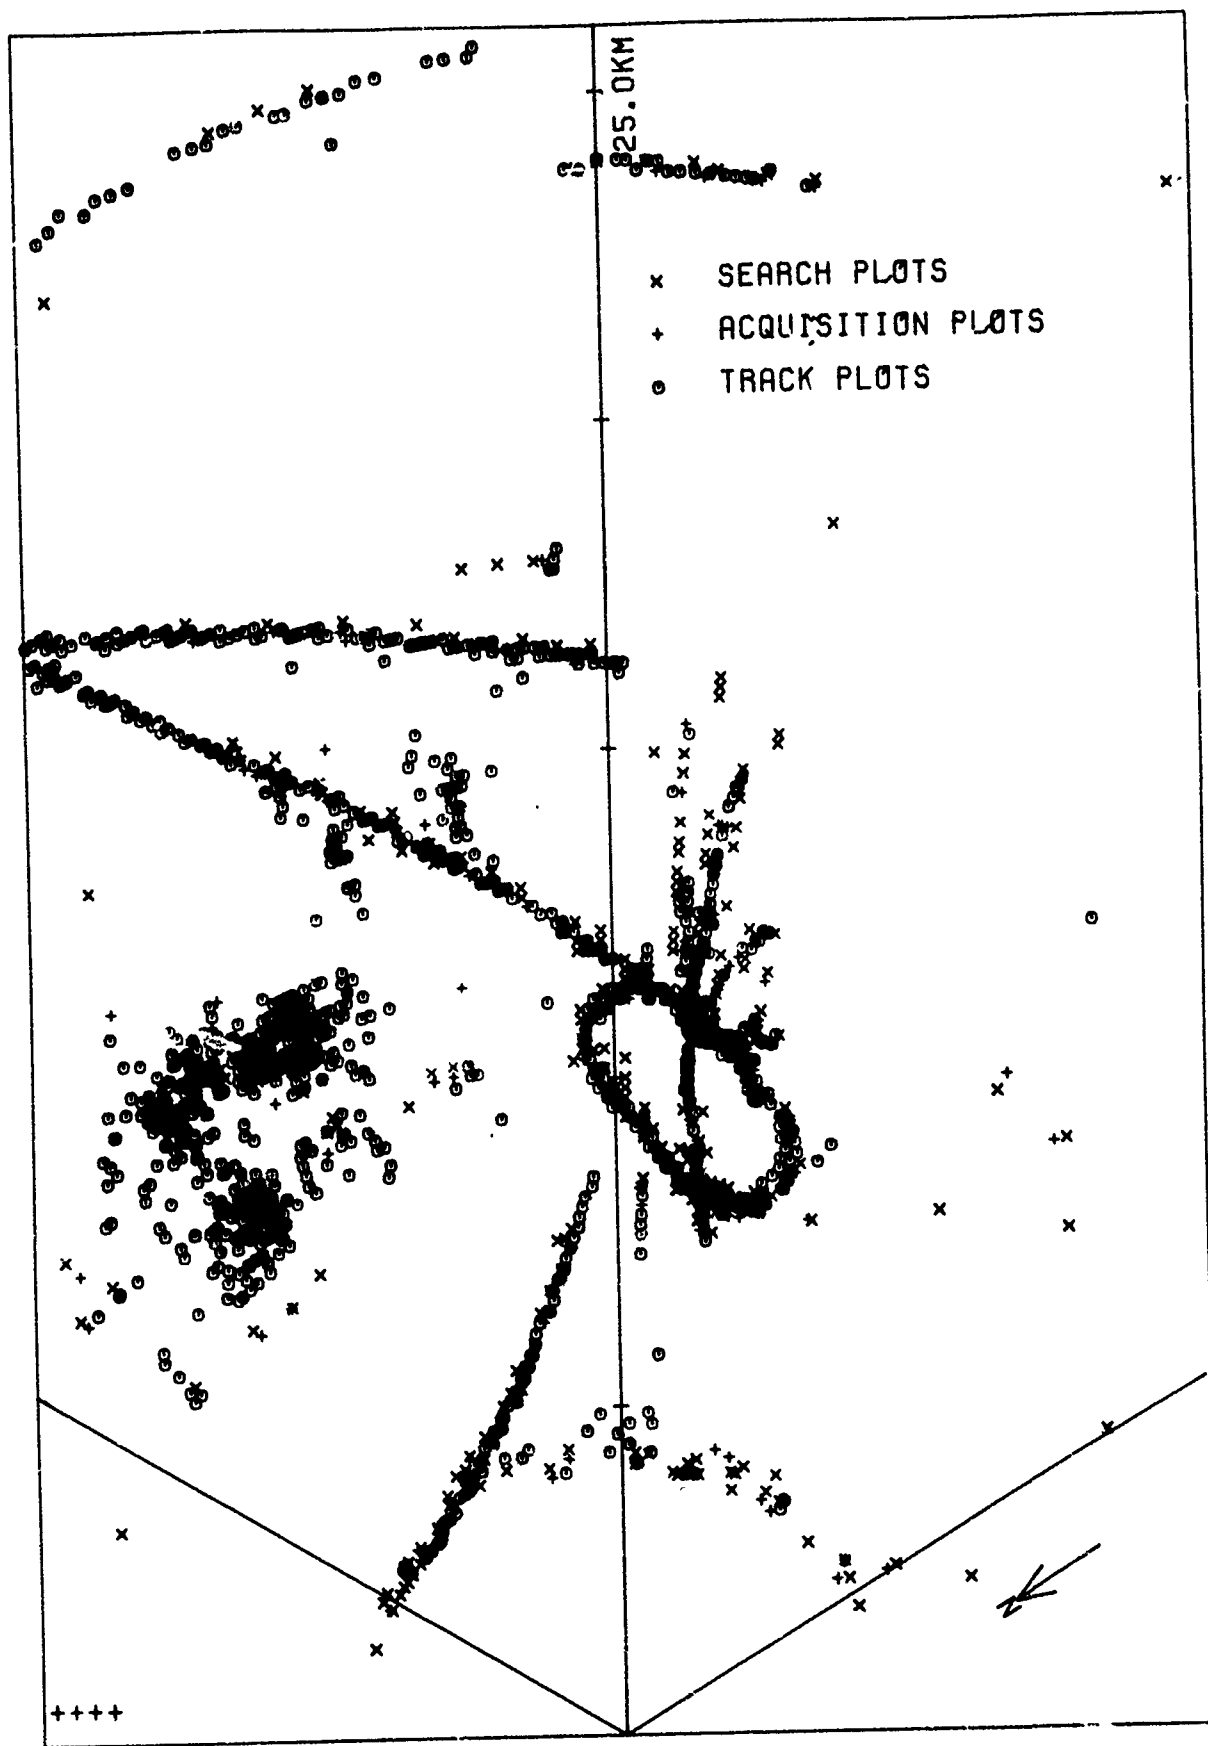 25.0KM
x SEARCH PLOTS
+ ACQUISITION PLOTS
o TRACK PLOTS
N
++++